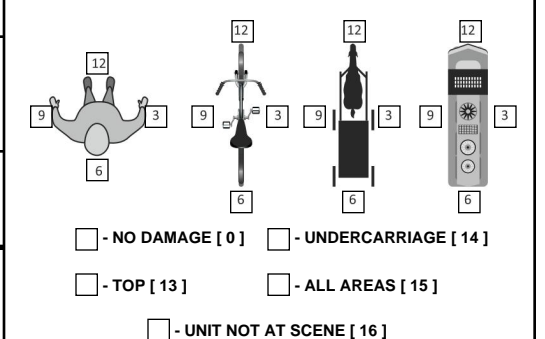 12 12 12 12
9 3 9 3 9 3 9 3
6 6 6 6
- NO DAMAGE [ 0 ] - UNDERCARRIAGE [ 14 ]
- TOP [ 13 ] - ALL AREAS [ 15 ]
- UNIT NOT AT SCENE [ 16 ]